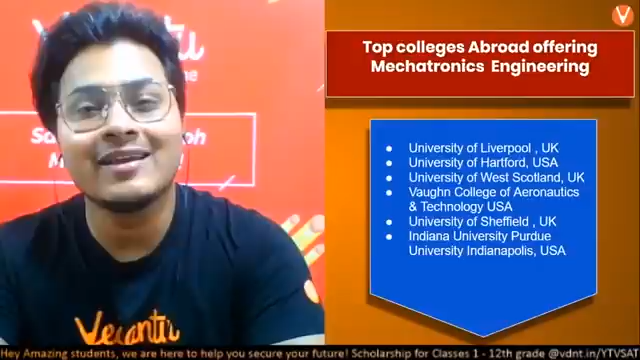 Top colleges Abroad offering
Mechatronics Engineering
University of Liverpool , UK
University of Hartford, USA
University of West Scotland, UK
Vaughn College of Aeronautics
& Technology USA
University of Sheffield , UK
Indiana University Purdue
University Indianapolis, USA
Vedantu
Hey Amazing students, we are here to help you secure your future! Scholarship for Classes 1 - 12th grade @vdnt.in/YTVSAT